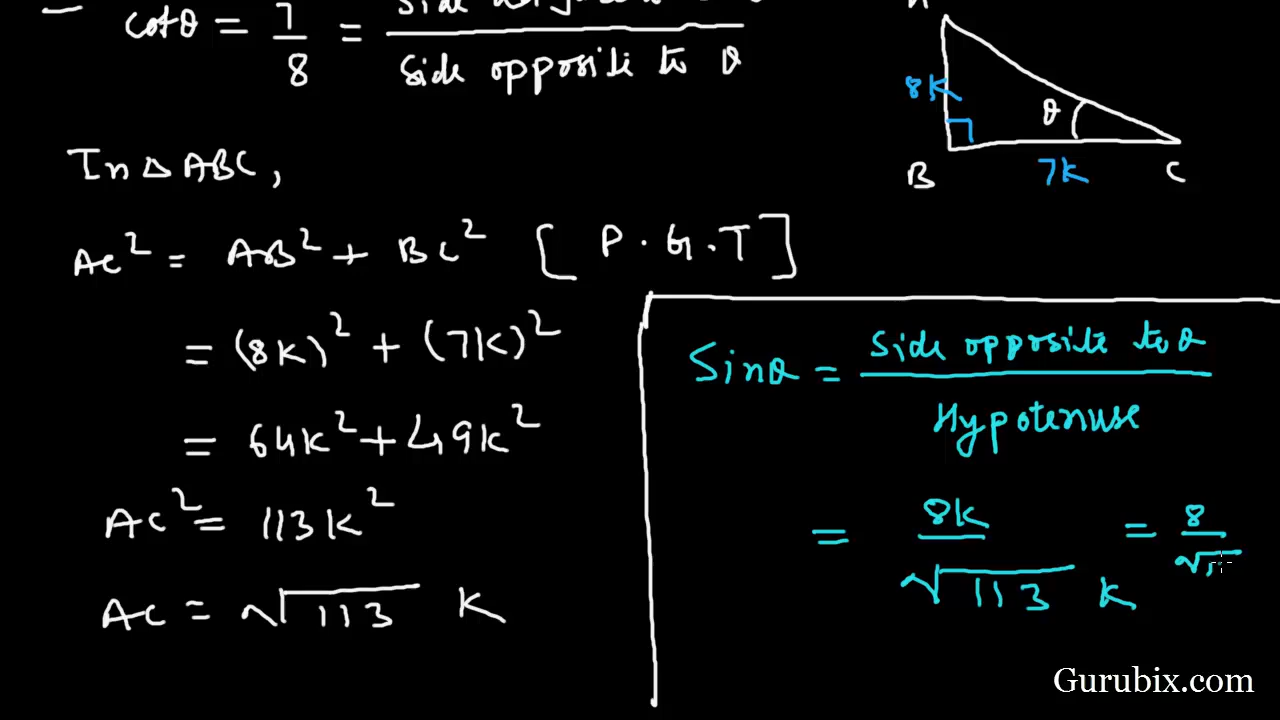 cotθ = 7/8 = / Side opposite to θ
A
8K
θ
B 7K C
In △ ABC,
AC² = AB² + BC² [P.G.T]
= (8K)² + (7K)²
= 64K² + 49K²
AC² = 113K²
AC = √113 K
Sinθ = Side opposite to θ / Hypotenuse
= 8K / √113 K = 8 / √
Gurubix.com